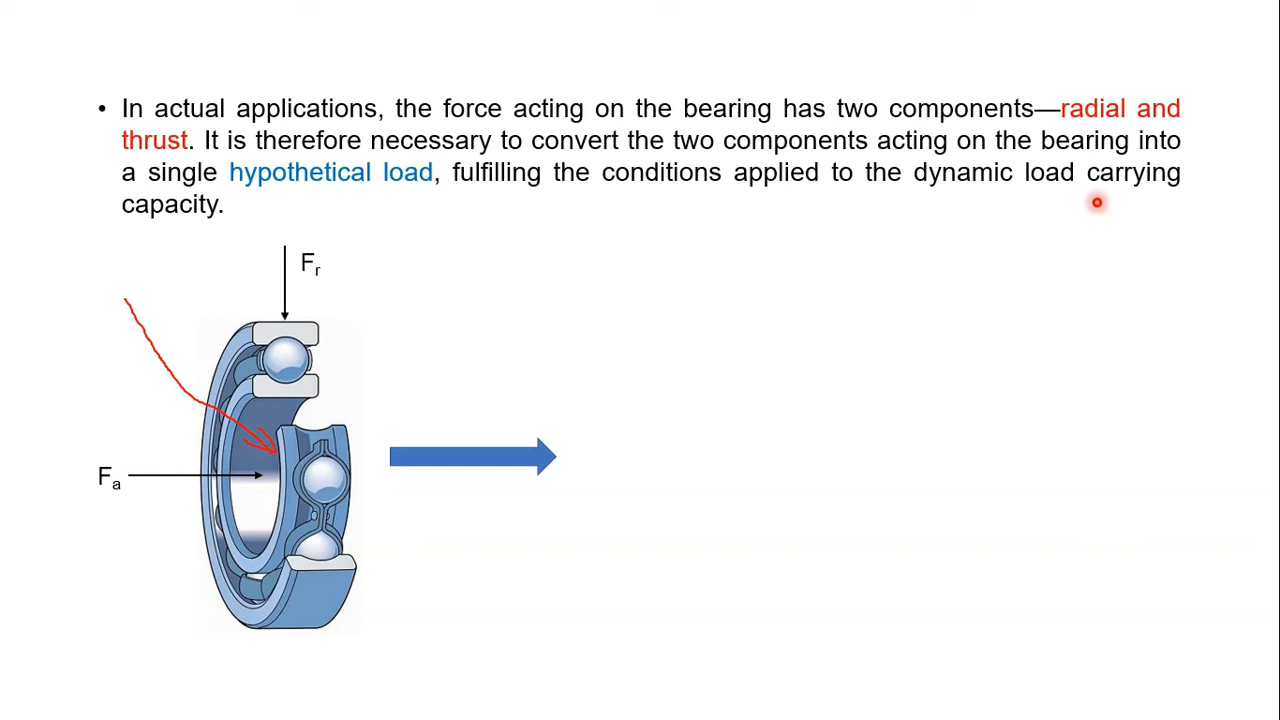 • In actual applications, the force acting on the bearing has two components—radial and
thrust. It is therefore necessary to convert the two components acting on the bearing into
a single hypothetical load, fulfilling the conditions applied to the dynamic load carrying
capacity.
Fr
Fa